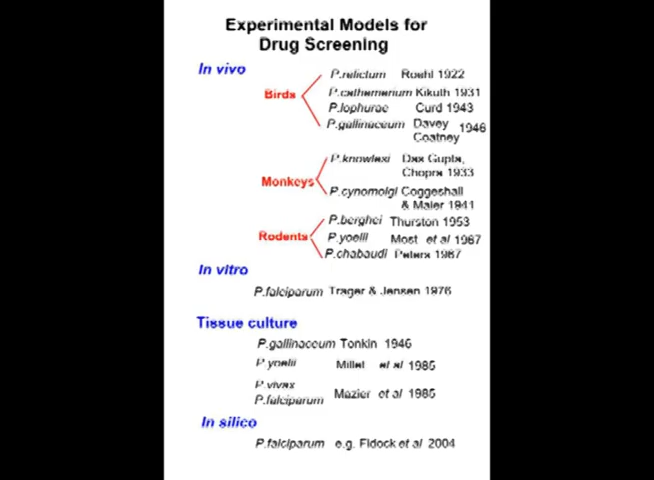 Experimental Models for
Drug Screening
In vivo
Birds
P.relictum Roehl 1922
P.cathemerium Kikuth 1931
P.lophurae Curd 1943
P.gallinaceum Davey 1946
Coatney
Monkeys
P.knowlesi Das Gupta,
Chopra 1933
P.cynomolgi Coggeshall
& Maier 1941
Rodents
P.berghei Thurston 1953
P.yoelii Most et al 1967
P.chabaudi Peters 1967
In vitro
P.falciparum Trager & Jensen 1976
Tissue culture
P.gallinaceum Tonkin 1946
P.yoelii Millet et al 1985
P.vivax
P.falciparum Mazier et al 1985
In silico
P.falciparum e.g. Fidock et al 2004